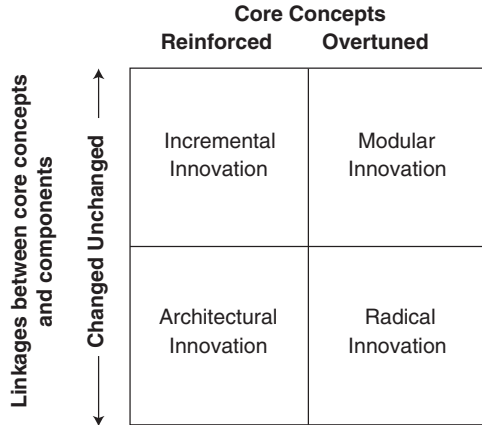 Core Concepts
Reinforced Overtuned
Linkages between core concepts
and components
Changed Unchanged
Incremental
Innovation
Modular
Innovation
Architectural
Innovation
Radical
Innovation